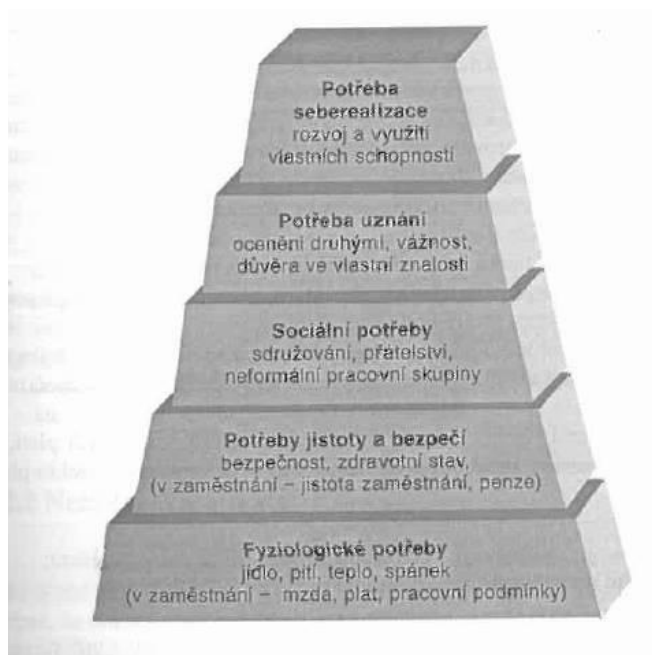 Potřeba
seberealizace
rozvoj a využití
vlastních schopností
Potřeba uznání
ocenění druhými, vážnost,
důvěra ve vlastní znalosti
Sociální potřeby
sdružování, přátelství,
neformální pracovní skupiny
Potřeby jistoty a bezpečí
bezpečnost, zdravotní stav,
(v zaměstnání – jistota zaměstnání, penze)
Fyziologické potřeby
jídlo, pití, teplo, spánek
(v zaměstnání – mzda, plat, pracovní podmínky)